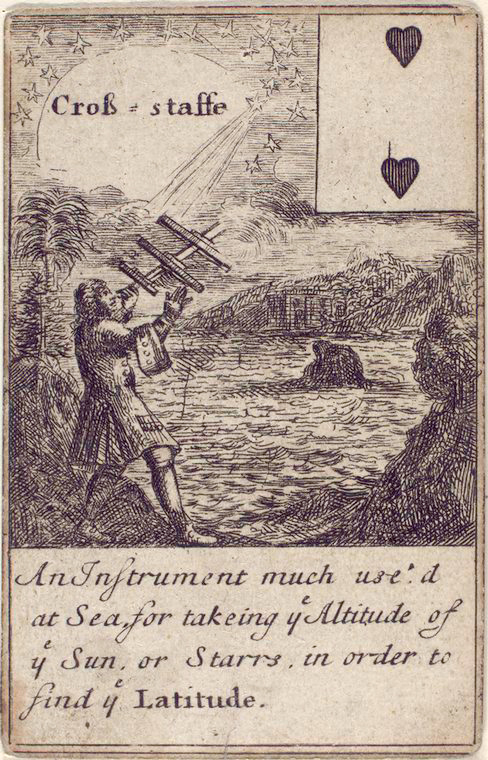 Croß = staffe
An Inſtrument much use'.d
at Sea, for takeing yͤ Altitude of
yͤ Sun, or Starrs, in order to
find yͤ Latitude.